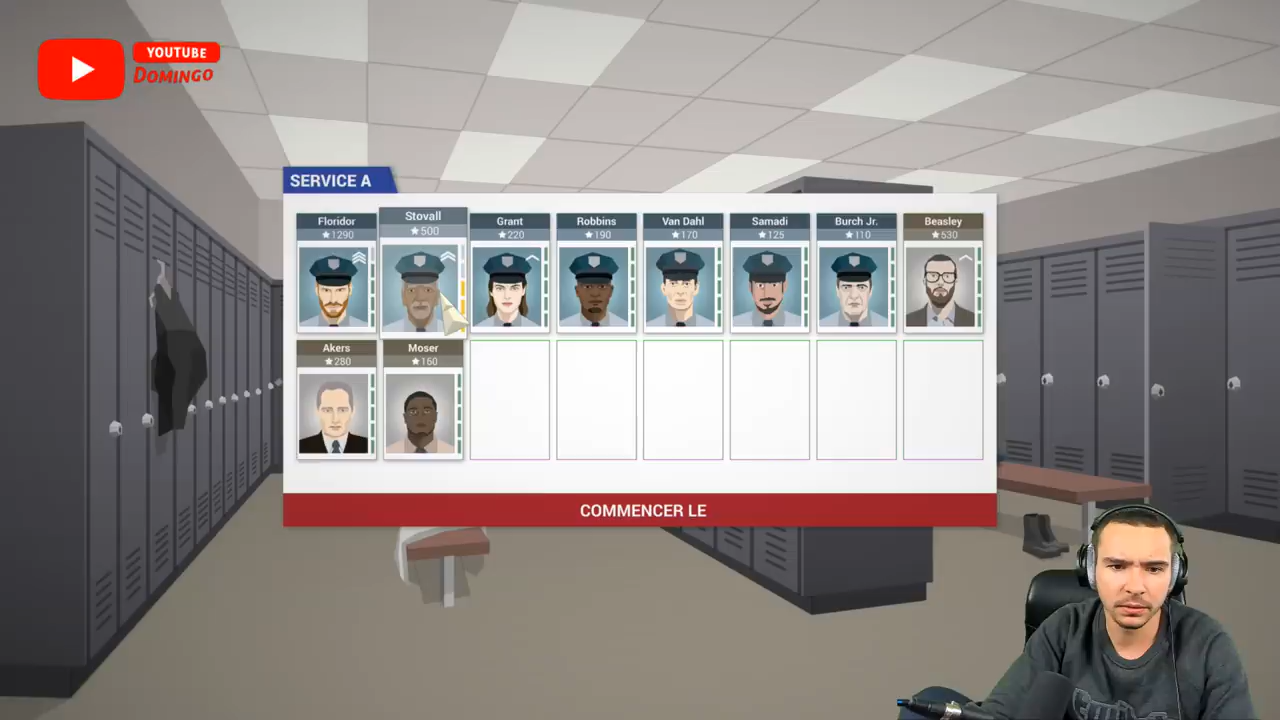 YOUTUBE
DOMINGO
SERVICE A
Floridor
★1290
Stovall
★500
Grant
★220
Robbins
★190
Van Dahl
★170
Samadi
★125
Burch Jr.
★110
Beasley
★530
Akers
★280
Moser
★160
COMMENCER LE